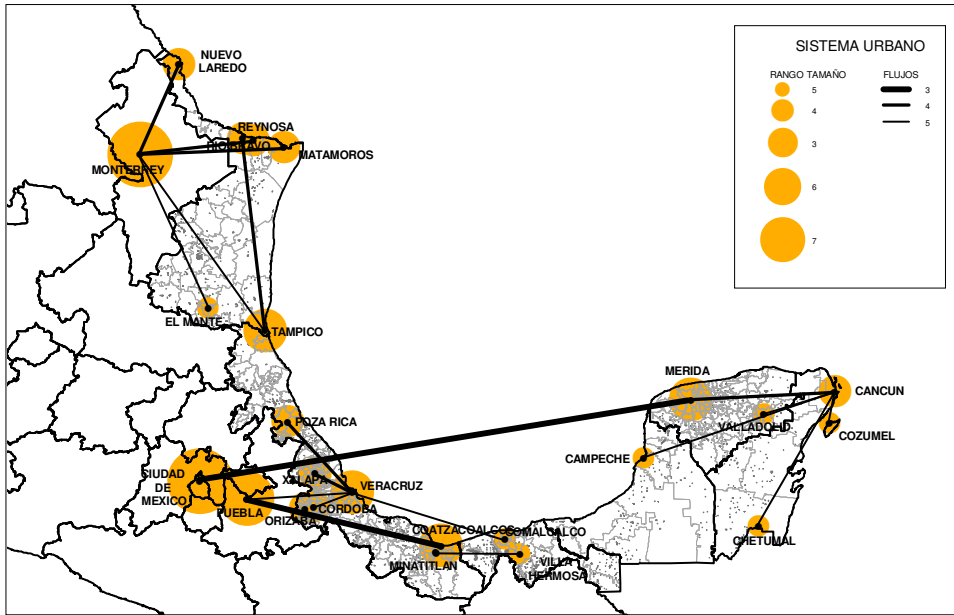 SISTEMA URBANO
RANGO TAMAÑO
FLUJOS
5
3
4
4
3
5
6
7
NUEVO
LAREDO
REYNOSA
RIO BRAVO
MATAMOROS
MONTERREY
EL MANTE
TAMPICO
POZA RICA
XALAPA
VERACRUZ
CIUDAD
DE
MEXICO
PUEBLA
CORDOBA
ORIZABA
COATZACOALCOS
COMALCALCO
MINATITLAN
VILLA
HERMOSA
MERIDA
CANCUN
VALLADOLID
COZUMEL
CAMPECHE
CHETUMAL